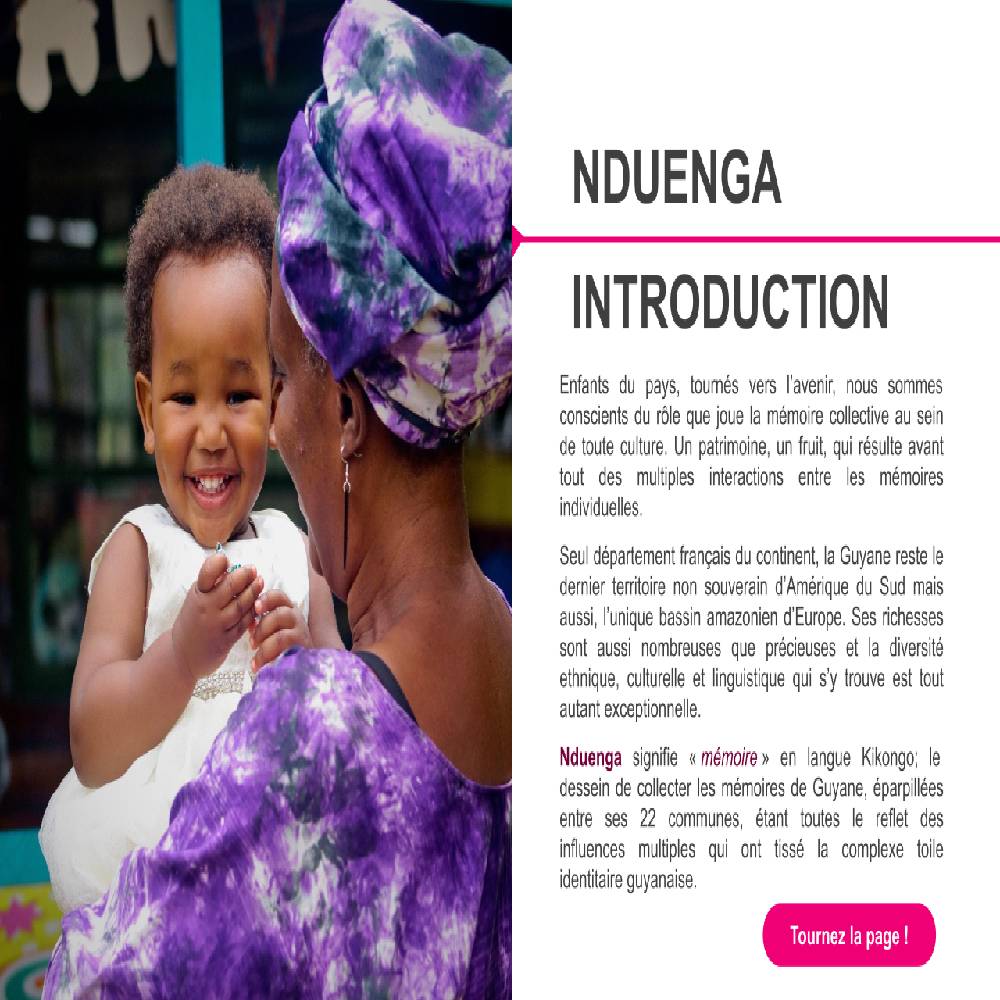 NDUENGA
INTRODUCTION
Enfants du pays, tournés vers l'avenir, nous sommes
conscients du rôle que joue la mémoire collective au sein
de toute culture. Un patrimoine, un fruit, qui résulte avant
tout des multiples interactions entre les mémoires
individuelles.
Seul département français du continent, la Guyane reste le
dernier territoire non souverain d'Amérique du Sud mais
aussi, l'unique bassin amazonien d'Europe. Ses richesses
sont aussi nombreuses que précieuses et la diversité
ethnique, culturelle et linguistique qui s'y trouve est tout
autant exceptionnelle.
Nduenga signifie « mémoire » en langue Kikongo; le
dessein de collecter les mémoires de Guyane, éparpillées
entre ses 22 communes, étant toutes le reflet des
influences multiples qui ont tissé la complexe toile
identitaire guyanaise.
Tournez la page !